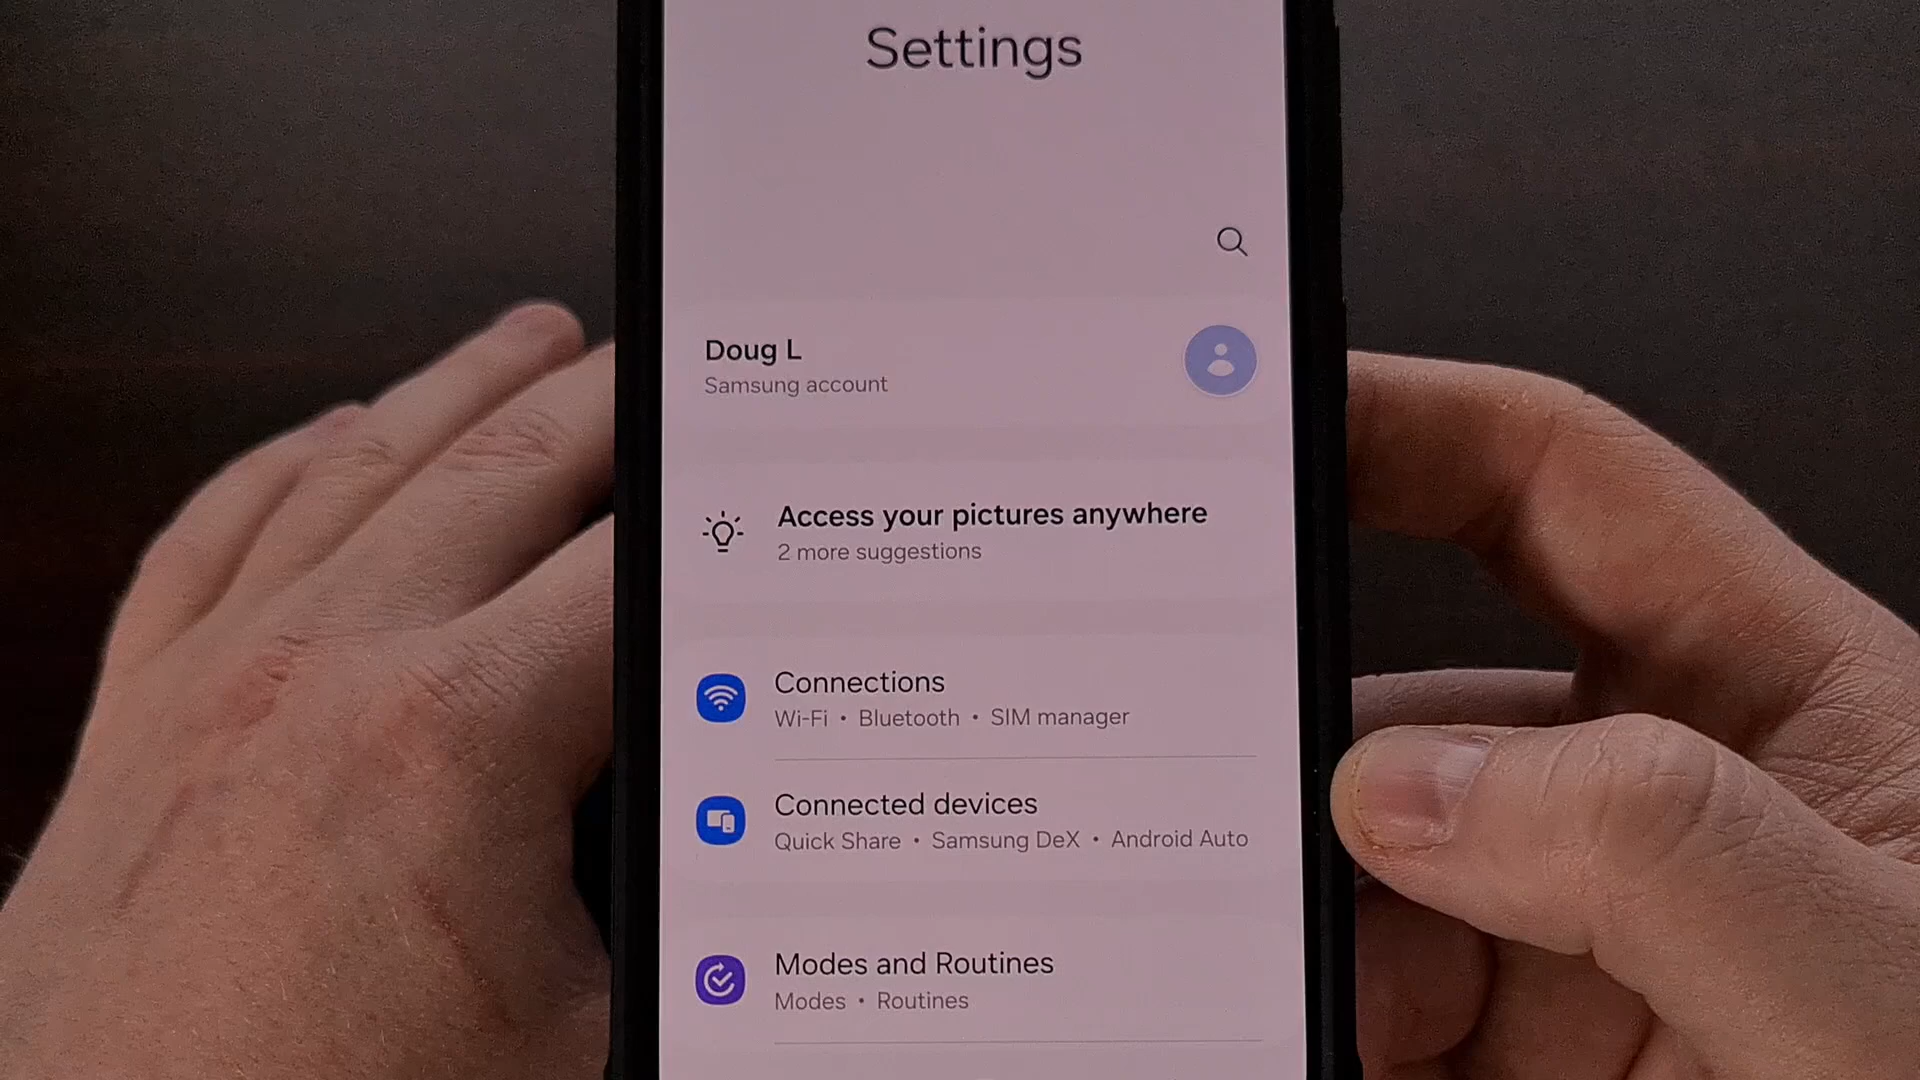 Settings
Doug L
Samsung account
Access your pictures anywhere
2 more suggestions
Connections
Wi-Fi • Bluetooth • SIM manager
Connected devices
Quick Share • Samsung DeX • Android Auto
Modes and Routines
Modes • Routines